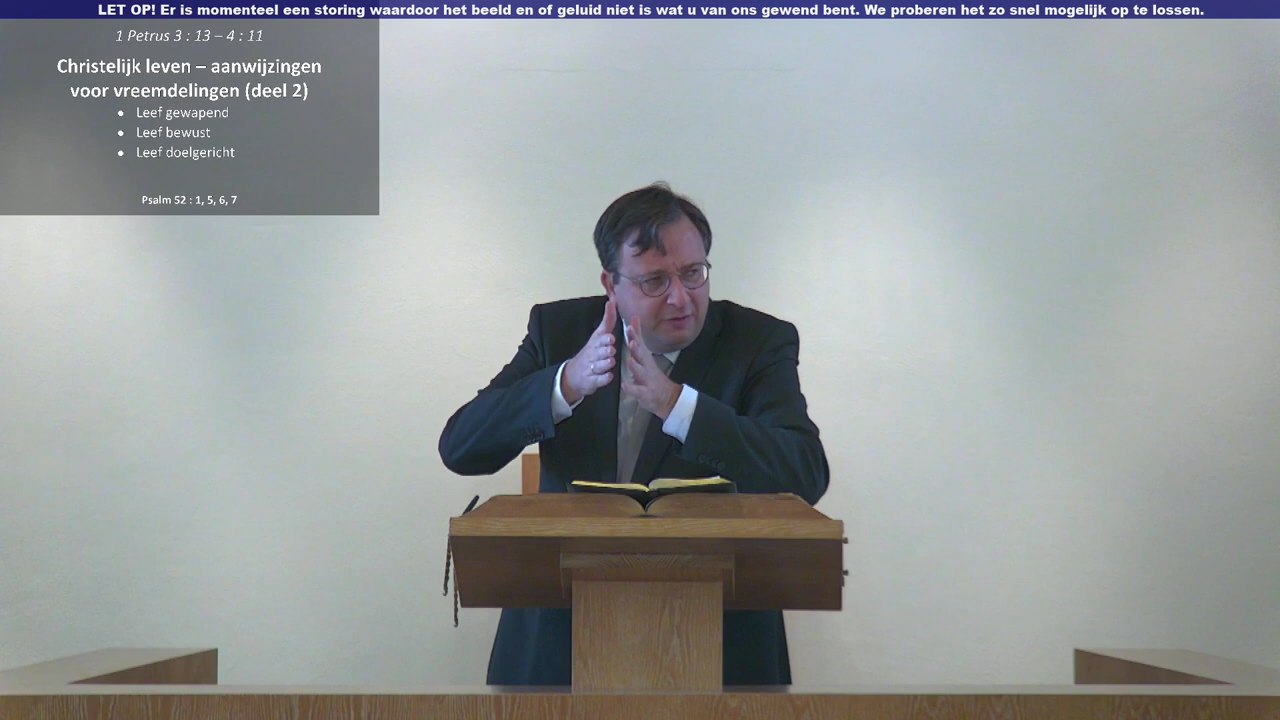 LET OP! Er is momenteel een storing waardoor het beeld en of geluid niet is wat u van ons gewend bent. We proberen het zo snel mogelijk op te lossen.
1 Petrus 3 : 13 – 4 : 11
Christelijk leven – aanwijzingen
voor vreemdelingen (deel 2)
• Leef gewapend
• Leef bewust
• Leef doelgericht
Psalm 52 : 1, 5, 6, 7